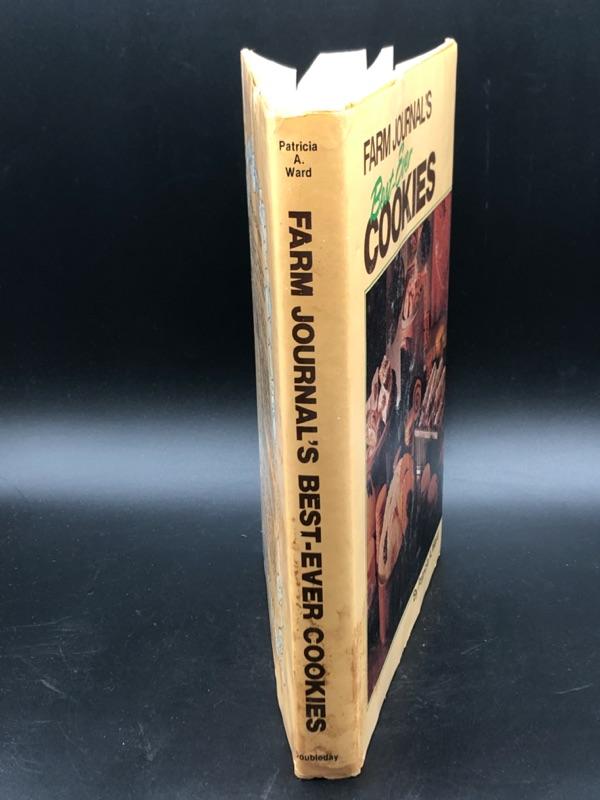 Patricia
A.
Ward
FARM JOURNAL'S BEST-EVER COOKIES
oubleday
FARM JOURNAL'S
Best-Ever
COOKIES